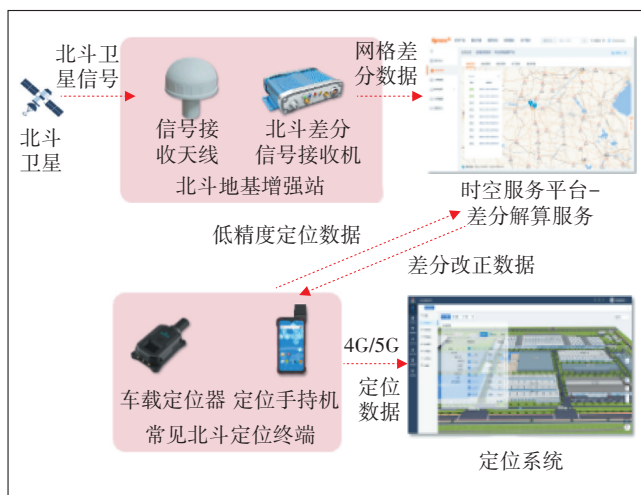 北斗卫
星信号
网格差
分数据
北斗
卫星
信号接
收天线
北斗差分
信号接收机
北斗地基增强站
时空服务平台-
差分解算服务
低精度定位数据
差分改正数据
4G/5G
定位
数据
车载定位器
定位手持机
常见北斗定位终端
定位系统